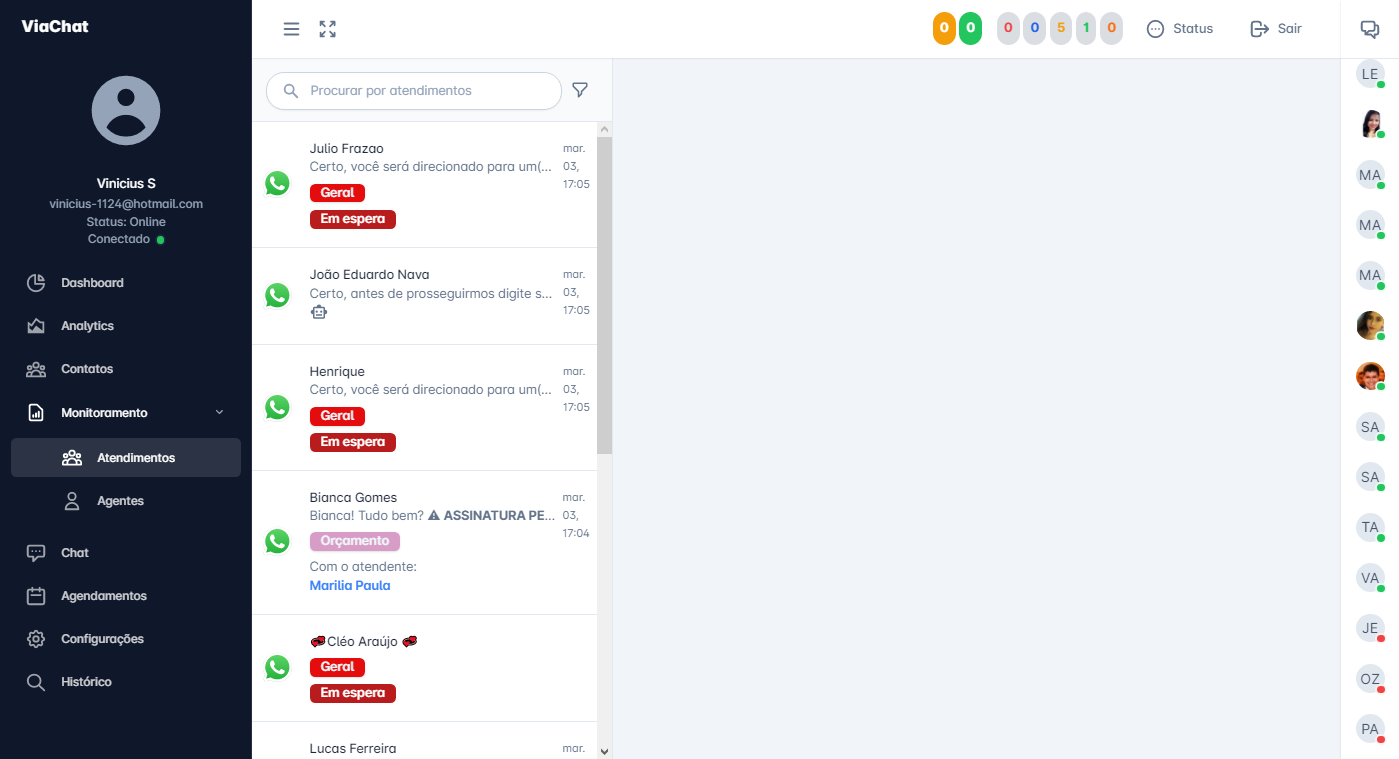 ViaChat
Vinicius S
vinicius-1124@hotmail.com
Status: Online
Conectado
Dashboard
Analytics
Contatos
Monitoramento
Atendimentos
Agentes
Chat
Agendamentos
Configurações
Histórico
0 0 0 0 5 1 0 Status Sair
Procurar por atendimentos
Julio Frazao
Certo, você será direcionado para um(...
Geral
Em espera
mar.
03,
17:05
João Eduardo Nava
Certo, antes de prosseguirmos digite s...
mar.
03,
17:05
Henrique
Certo, você será direcionado para um(...
Geral
Em espera
mar.
03,
17:05
Bianca Gomes
Bianca! Tudo bem? ⚠ ASSINATURA PE...
Orçamento
Com o atendente:
Marilia Paula
mar.
03,
17:04
Cléo Araújo
Geral
Em espera
Lucas Ferreira
mar.
LE
MA
MA
MA
SA
SA
TA
VA
JE
OZ
PA